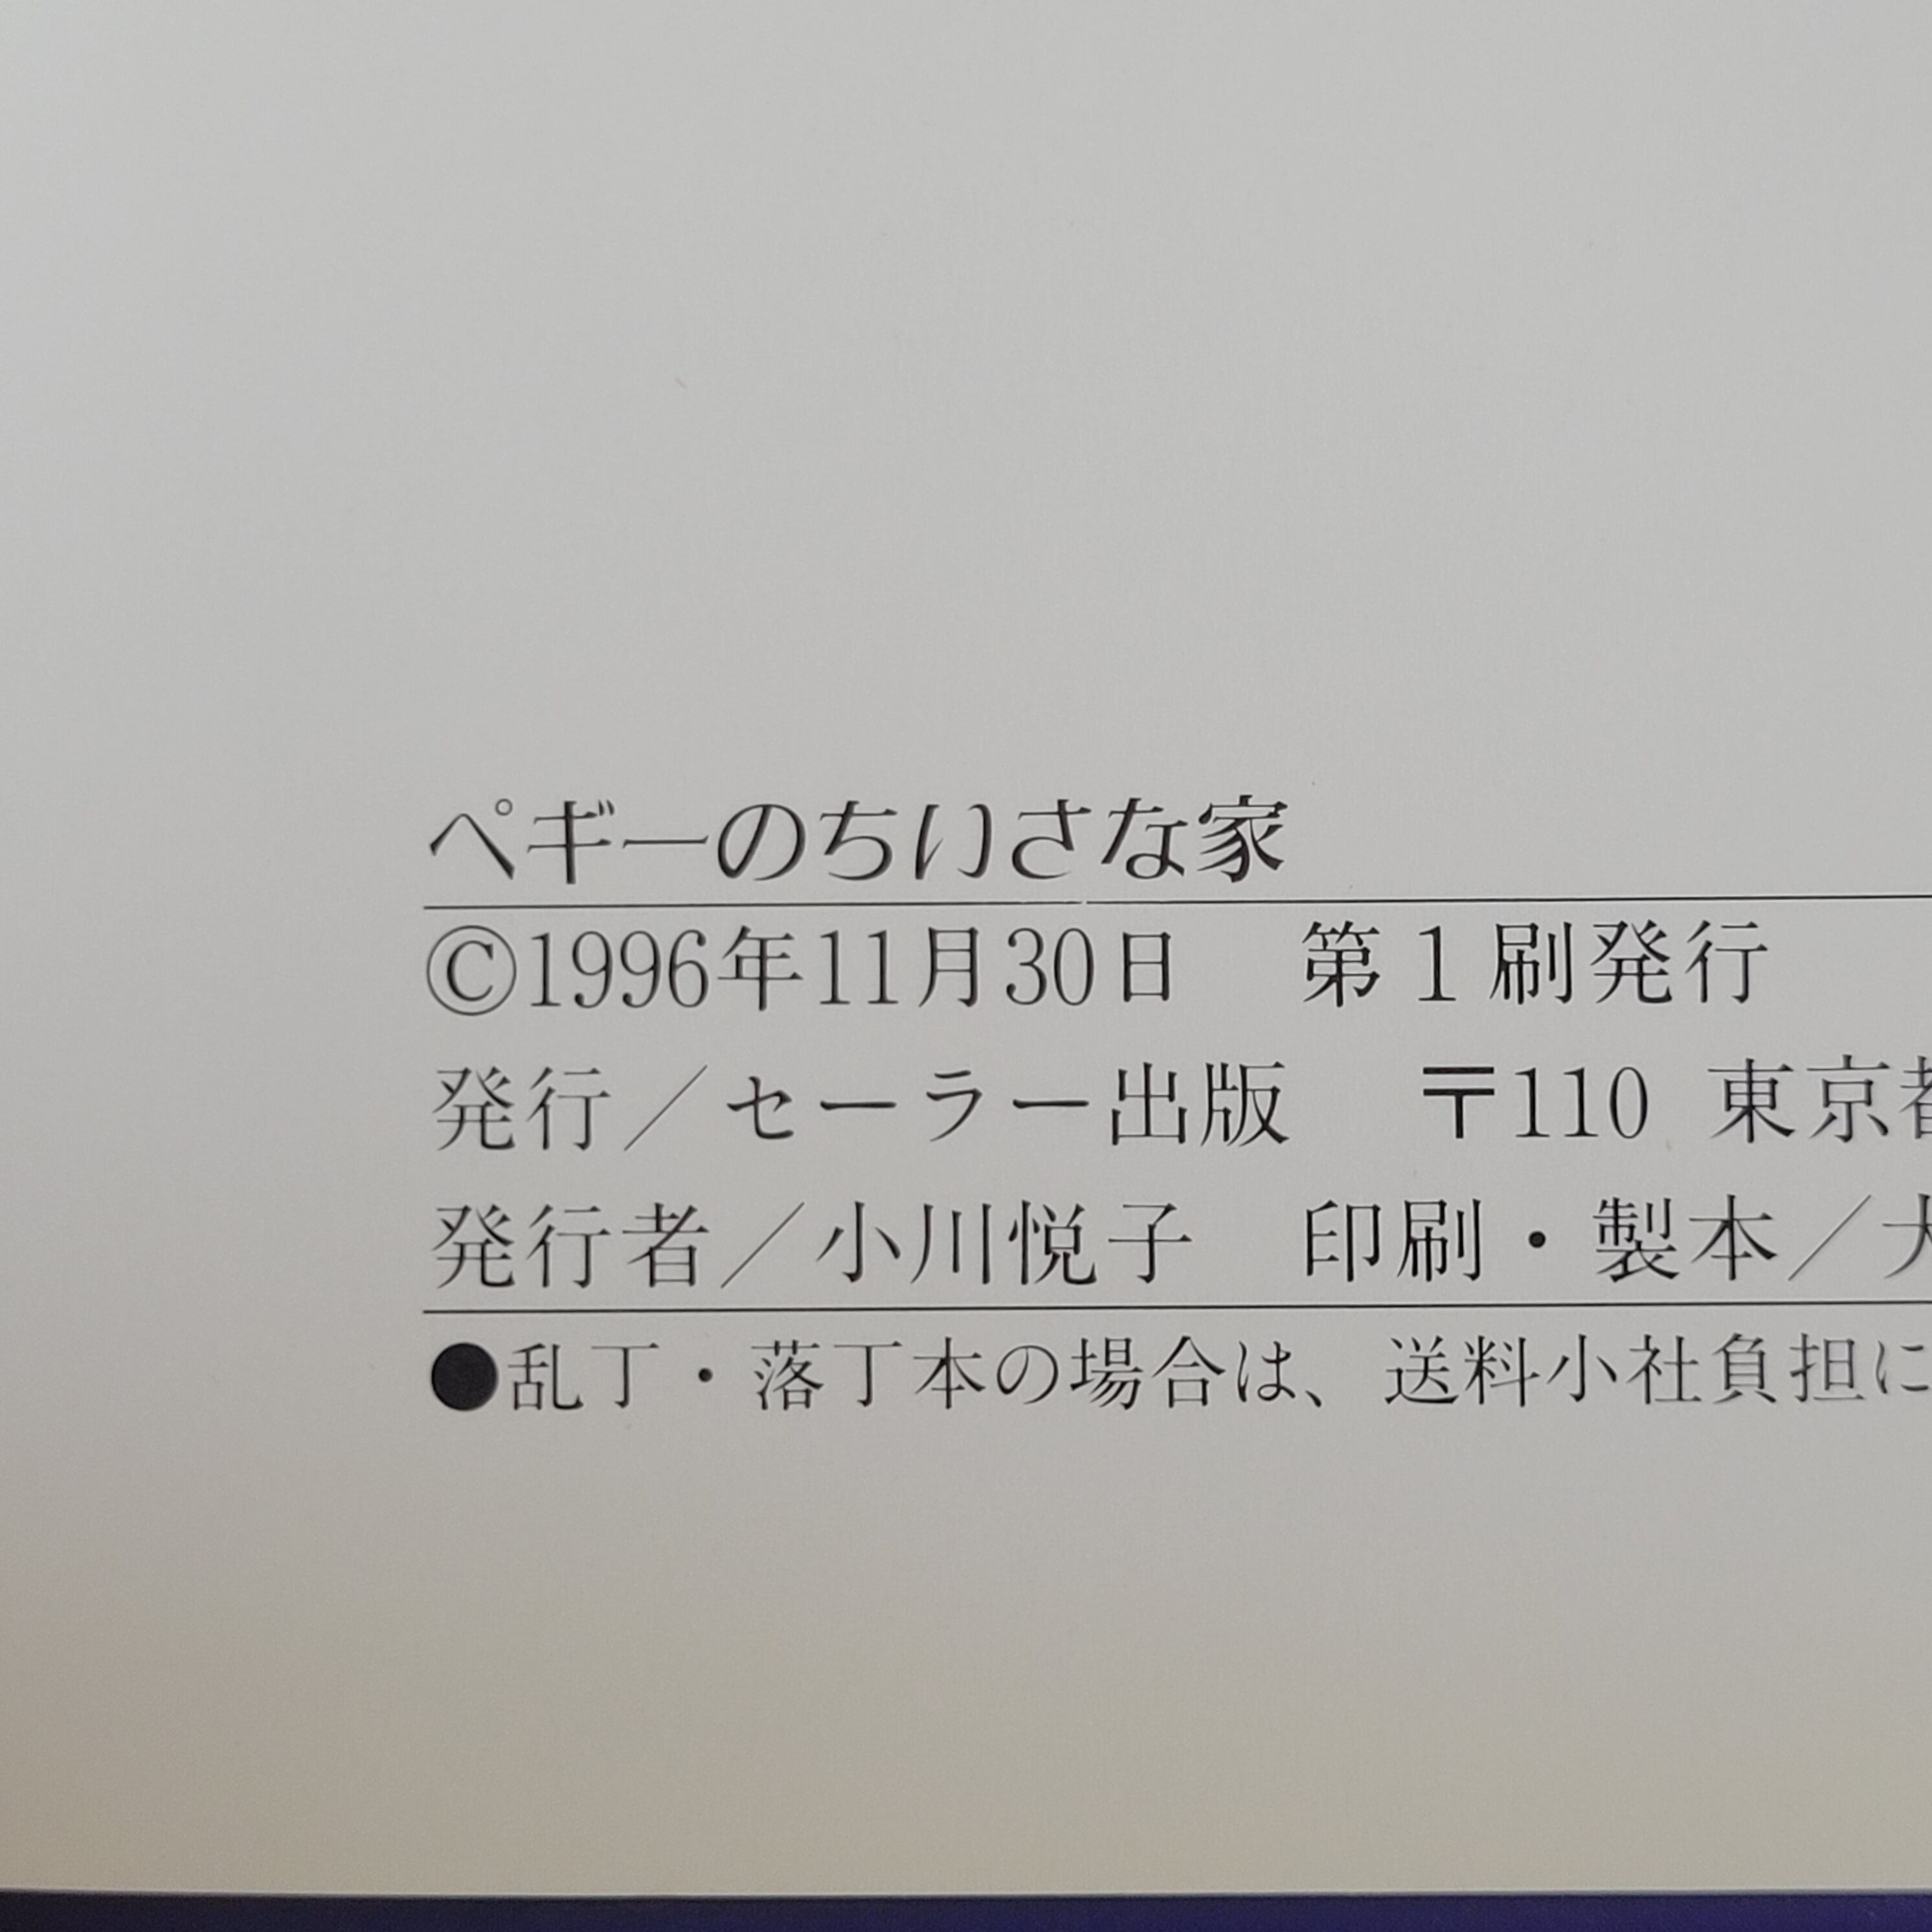 ペギーのちいさな家
©1996年11月30日　第1刷発行
発行／セーラー出版　〒110 東京都
発行者／小川悦子　印刷・製本／大
●乱丁・落丁本の場合は、送料小社負担に